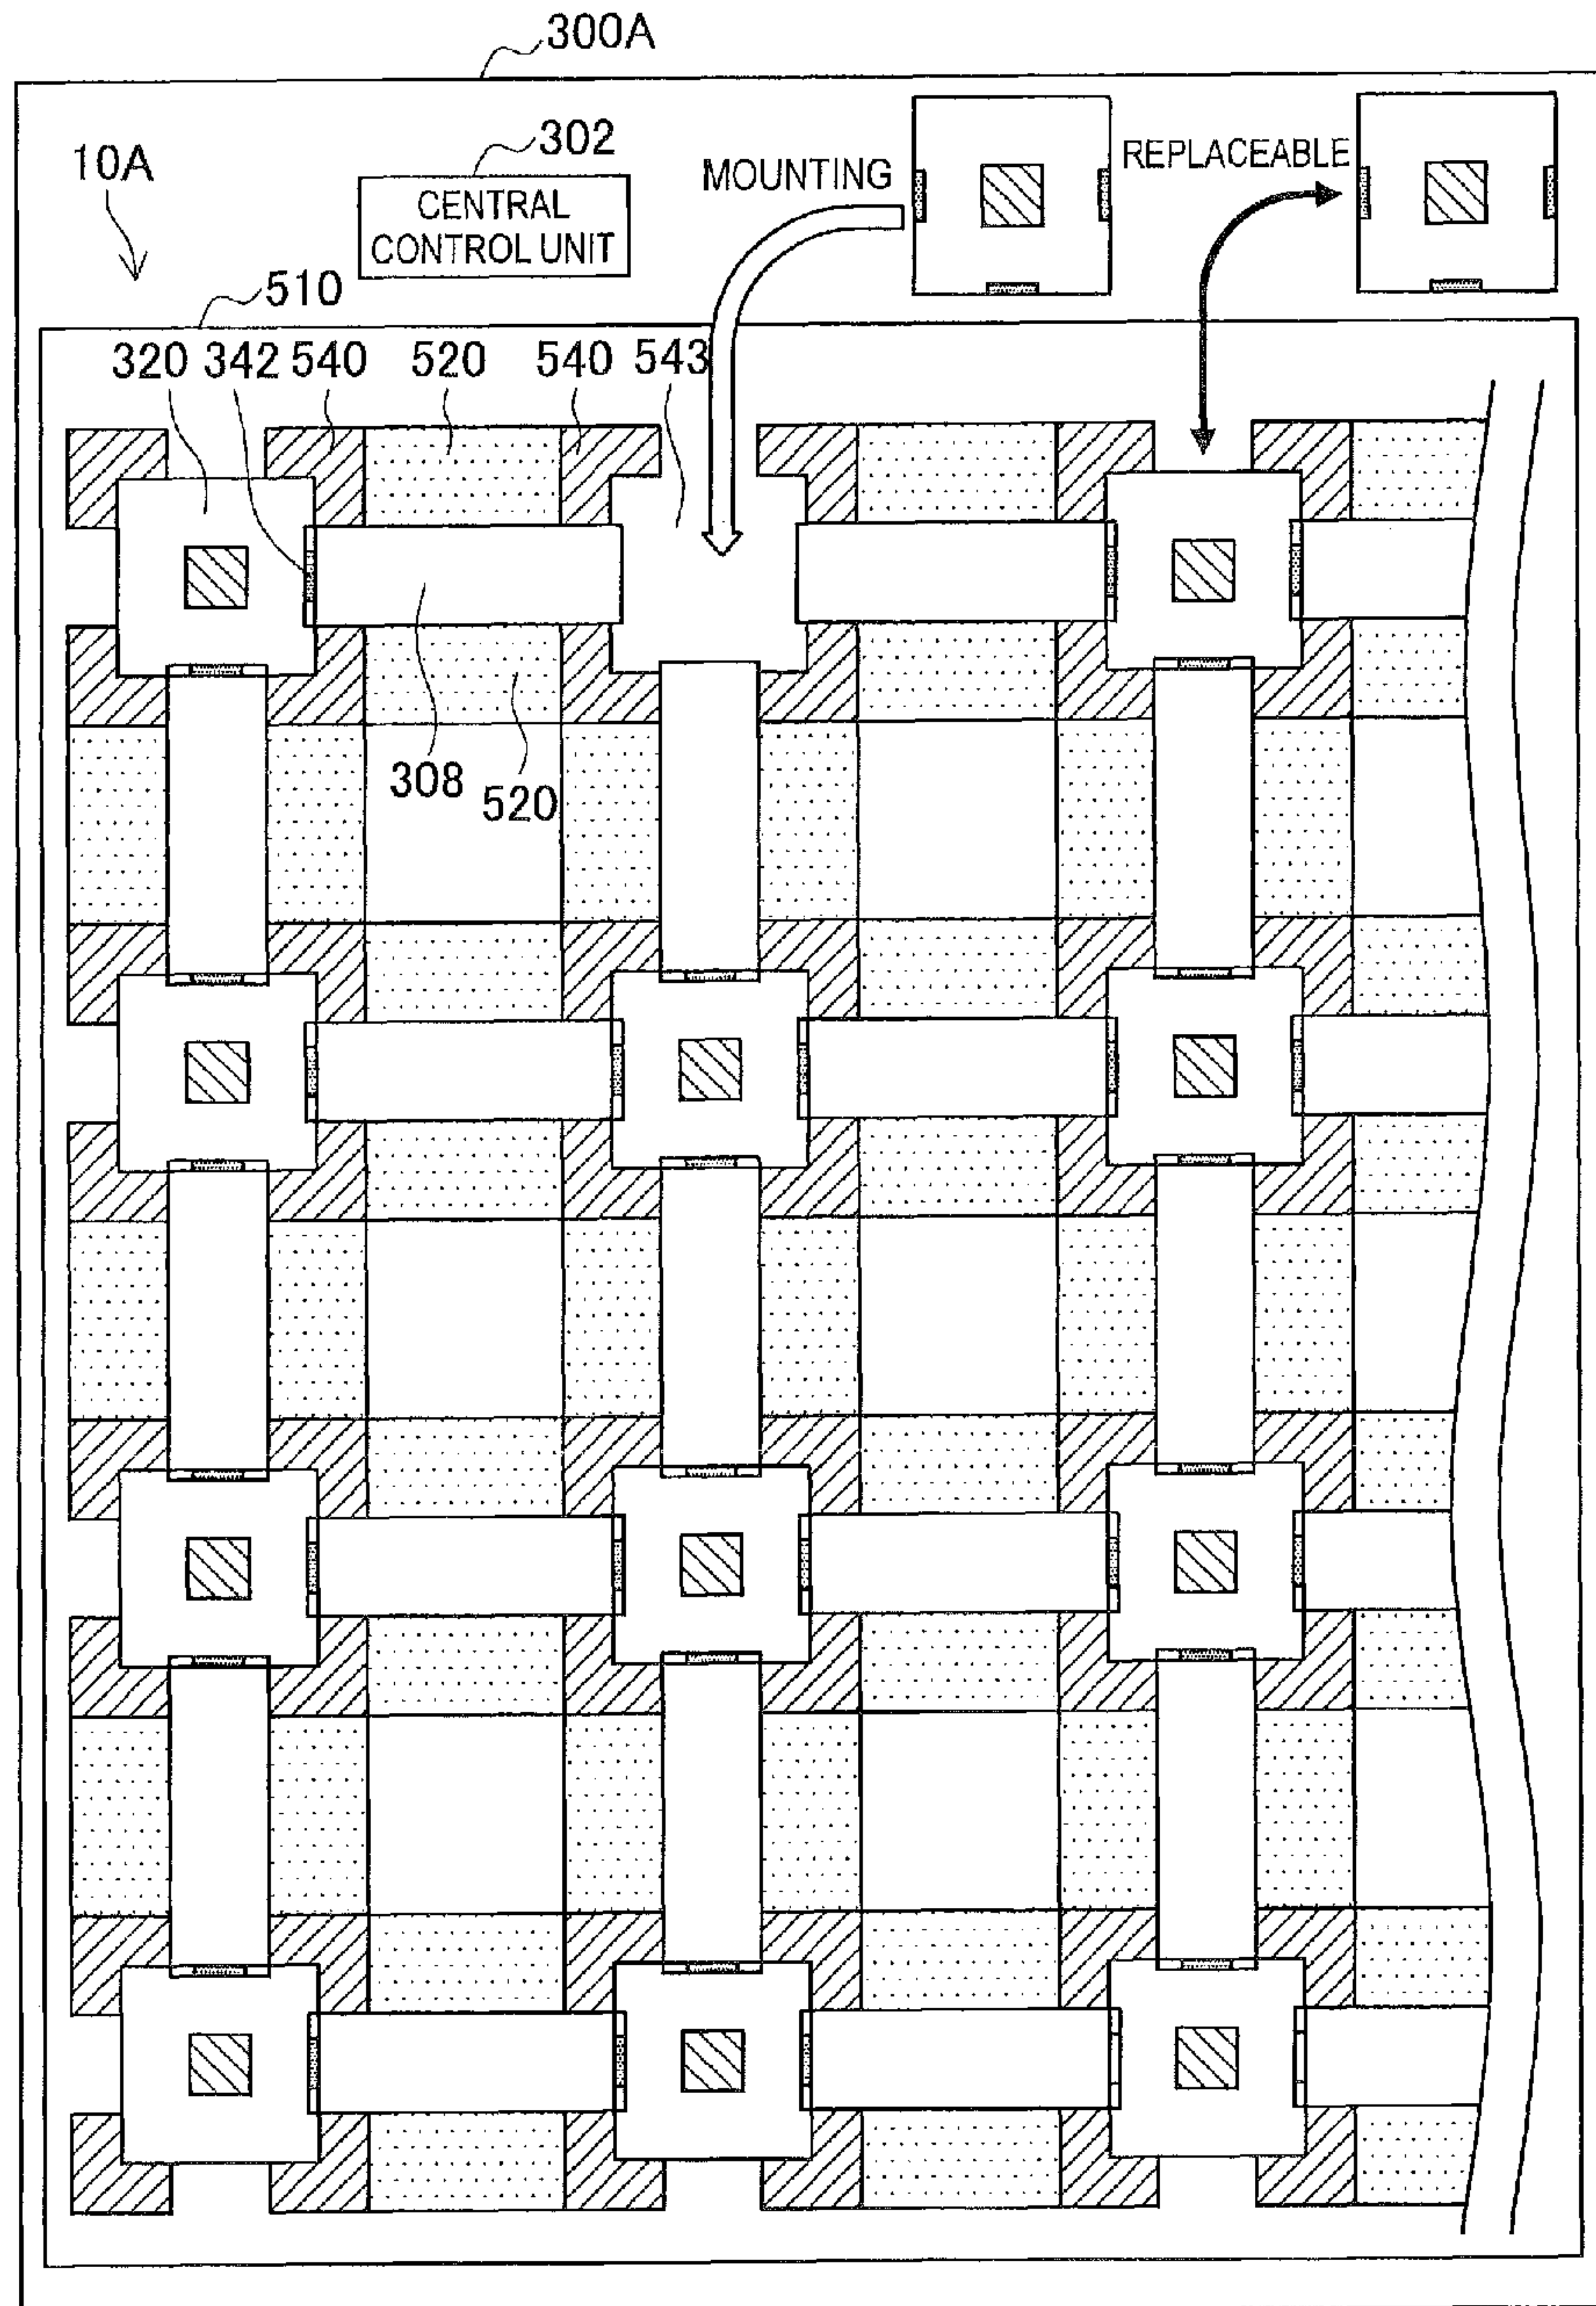 300A
10A
302
CENTRAL
CONTROL UNIT
MOUNTING
REPLACEABLE
510
320 342 540 520 540 543
308
520